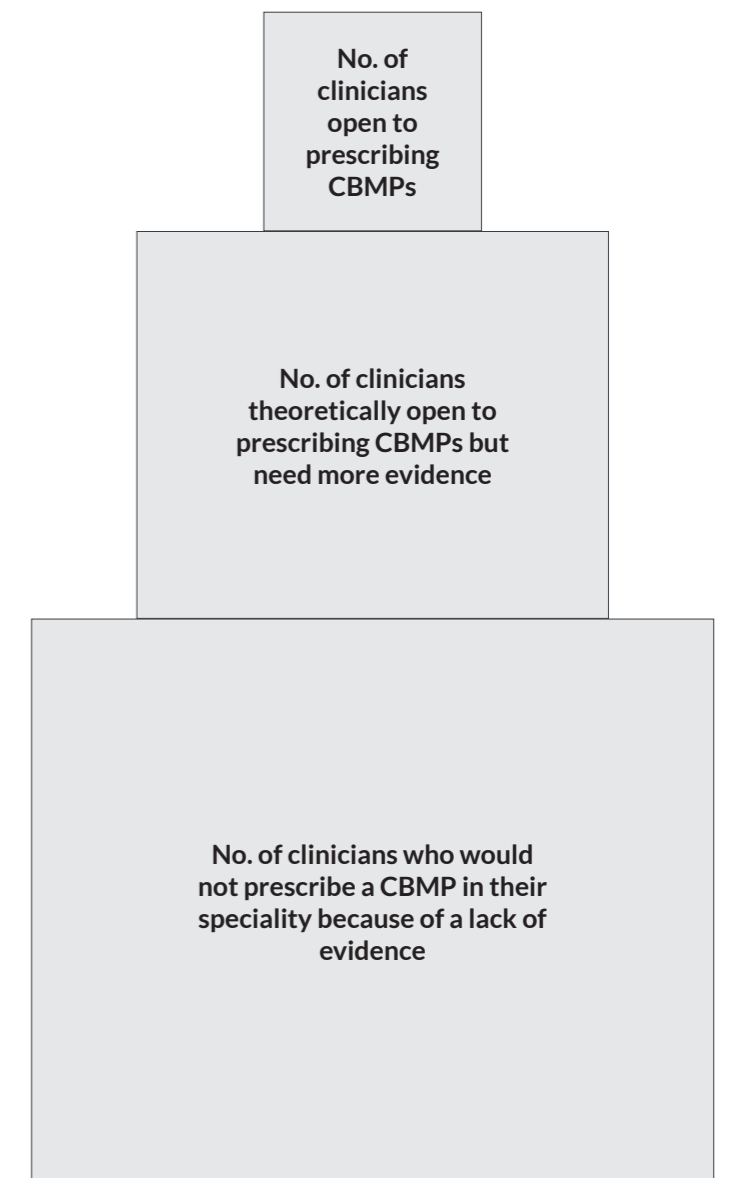 No. of
clinicians
open to
prescribing
CBMPs
No. of clinicians
theoretically open to
prescribing CBMPs but
need more evidence
No. of clinicians who would
not prescribe a CBMP in their
speciality because of a lack of
evidence